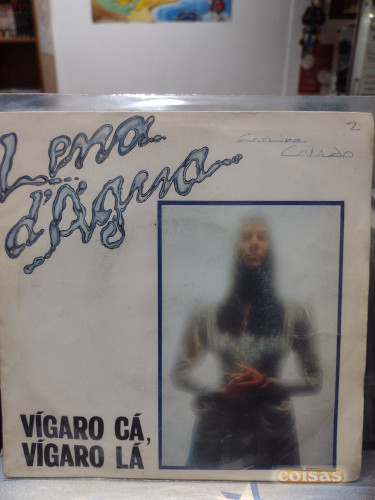 Lena...
d'Água...
2
VÍGARO CÁ,
VÍGARO LÁ
coisas